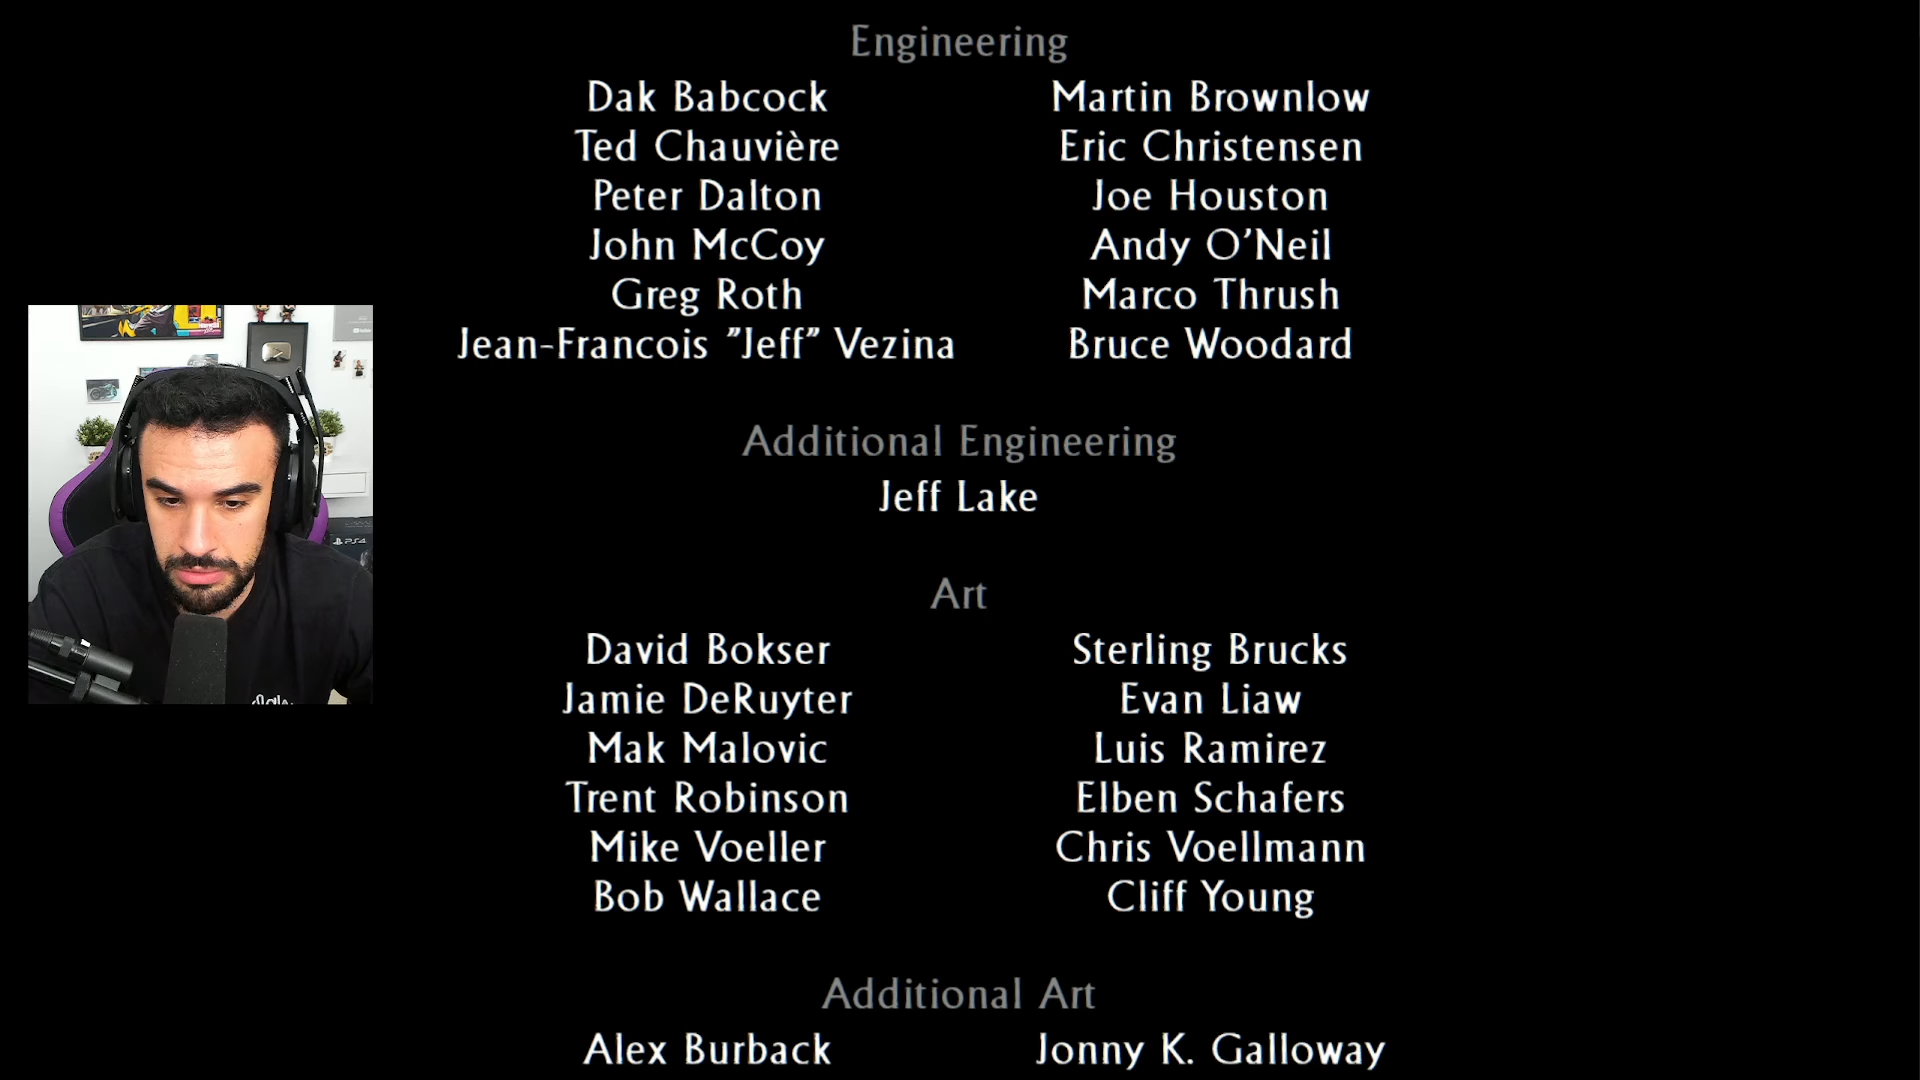 Engineering
Dak Babcock Martin Brownlow
Ted Chauvière Eric Christensen
Peter Dalton Joe Houston
John McCoy Andy O'Neil
Greg Roth Marco Thrush
Jean-Francois "Jeff" Vezina Bruce Woodard
Additional Engineering
Jeff Lake
Art
David Bokser Sterling Brucks
Jamie DeRuyter Evan Liaw
Mak Malovic Luis Ramirez
Trent Robinson Elben Schafers
Mike Voeller Chris Voellmann
Bob Wallace Cliff Young
Additional Art
Alex Burback Jonny K. Galloway
PS4